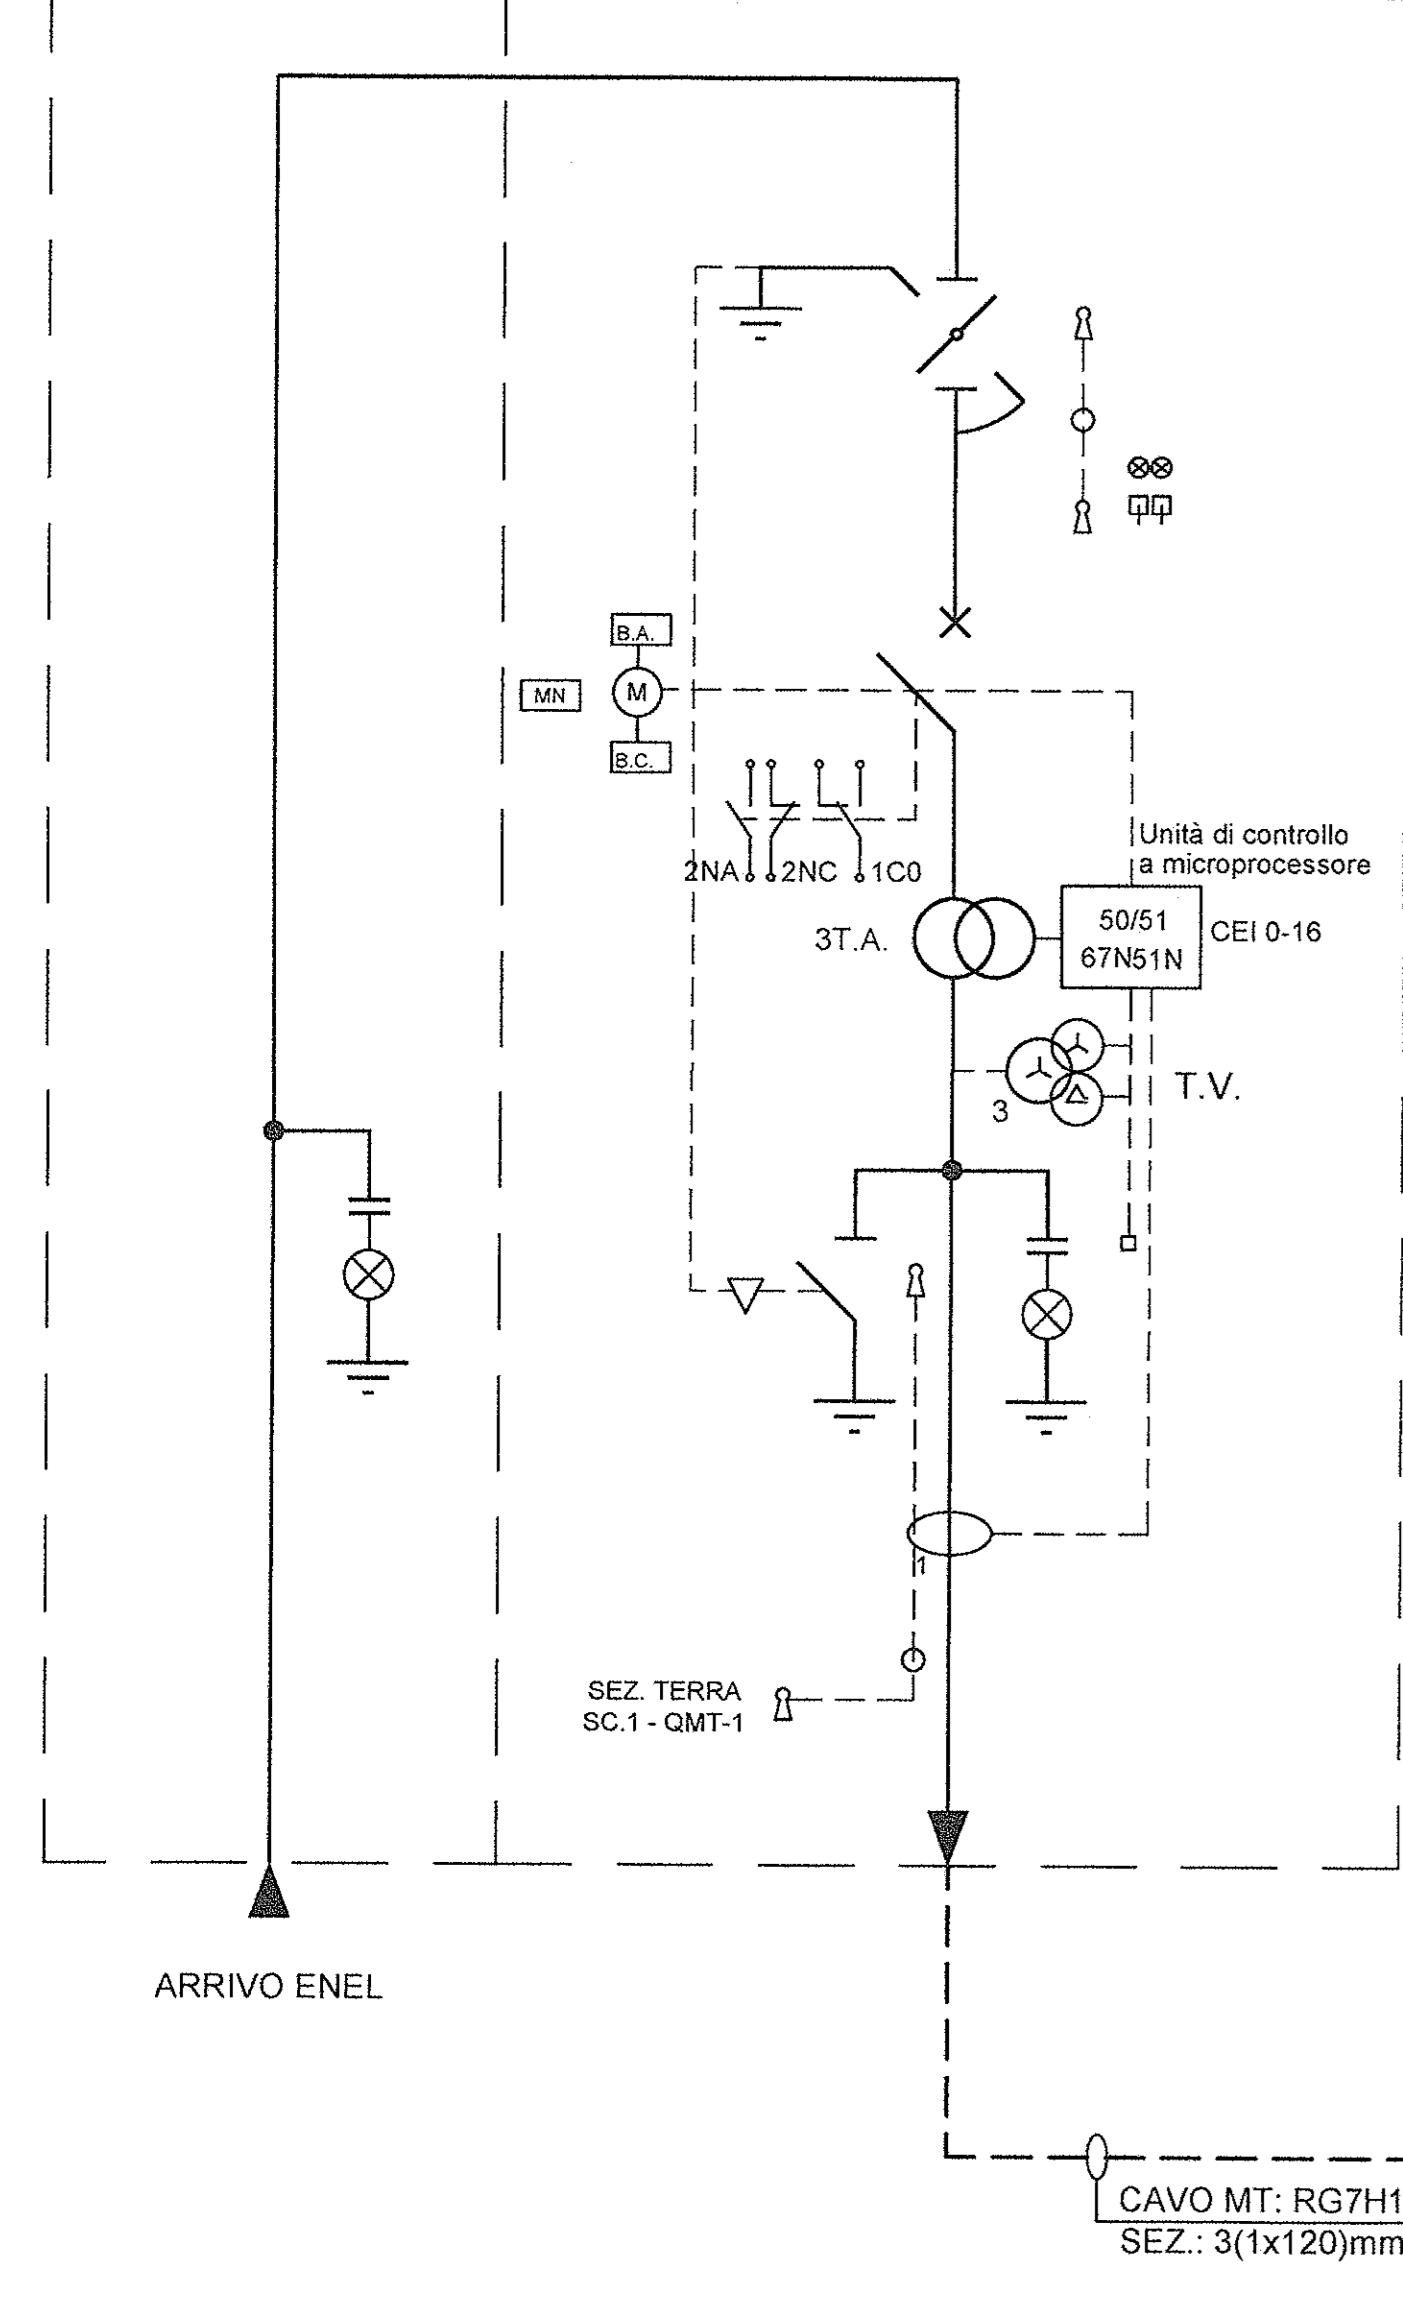 B.A.
MN
M
B.C.
2NA
2NC
1C0
Unità di controllo
a microprocessore
3T.A.
50/51
67N51N
CEI 0-16
3
T.V.
1
SEZ. TERRA
SC.1 - QMT-1
ARRIVO ENEL
CAVO MT: RG7H1
SEZ.: 3(1x120)mm